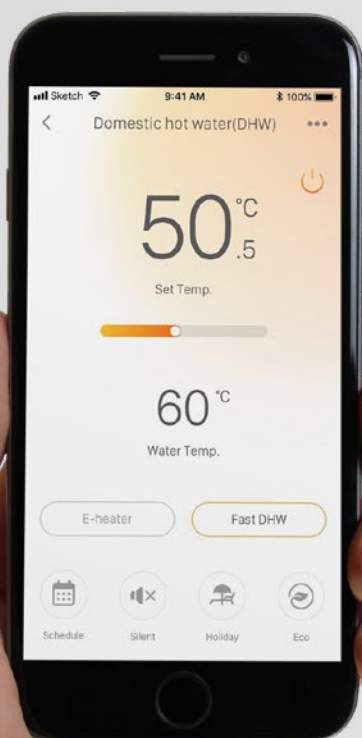 Sketch 9:41 AM 100%
Domestic hot water(DHW)
50.5 °C
Set Temp.
60 °C
Water Temp.
E-heater Fast DHW
Schedule Silent Holiday Eco